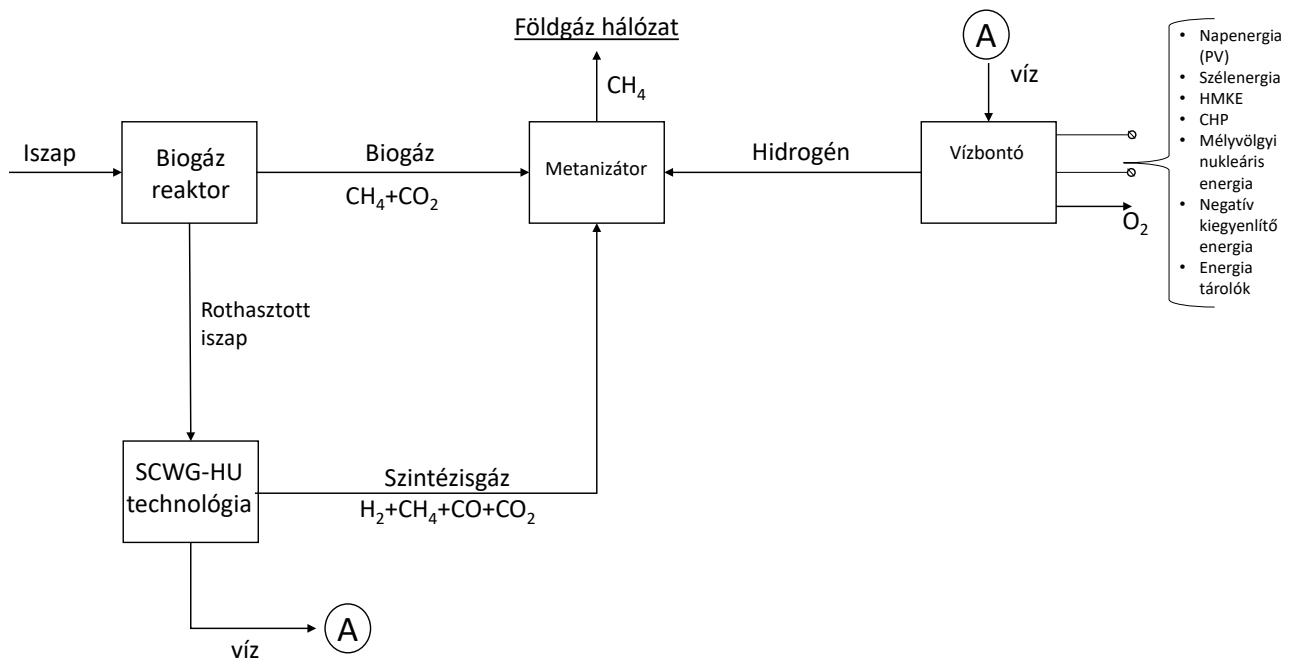 Földgáz hálózat
CH₄
A
víz
Iszap
Biogáz
reaktor
Biogáz
CH₄+CO₂
Metanizátor
Hidrogén
Vízbontó
O₂
• Napenergia
(PV)
• Szélenergia
• HMKE
• CHP
• Mélyvölgyi
nukleáris
energia
• Negatív
kiegyenlítő
energia
• Energia
tárolók
Rothasztott
iszap
SCWG-HU
technológia
Szintézisgáz
H₂+CH₄+CO+CO₂
víz
A